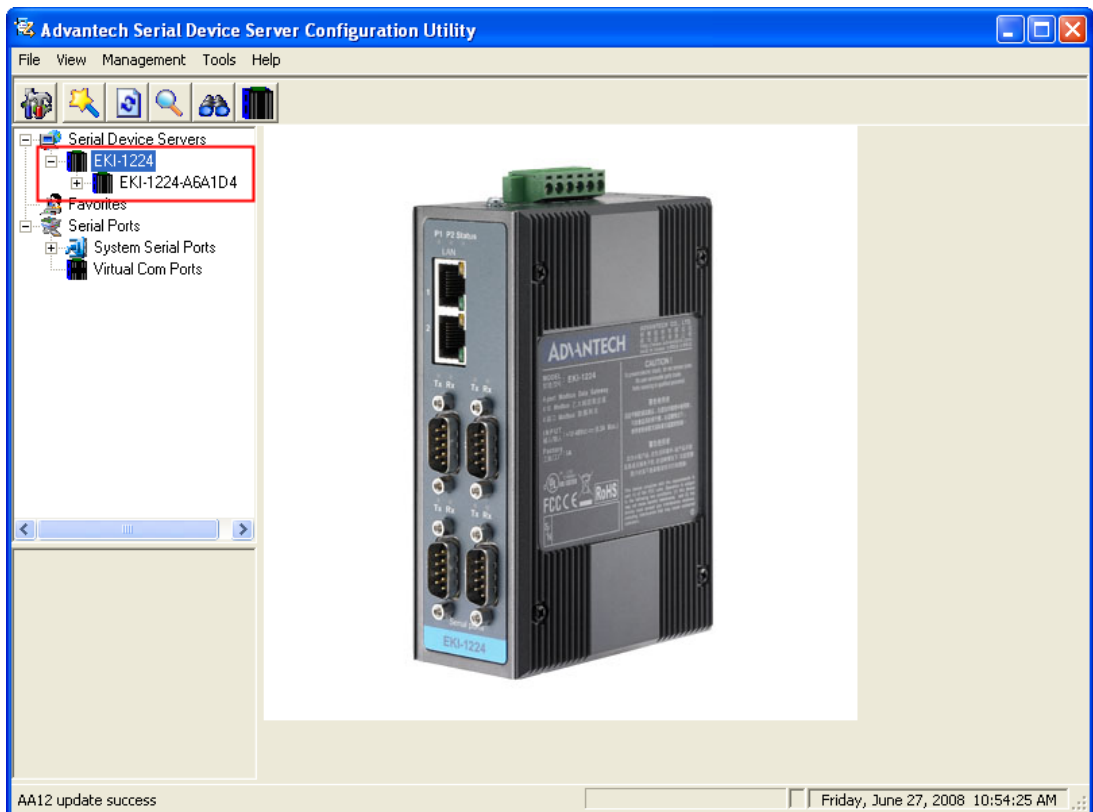 Advantech Serial Device Server Configuration Utility
File View Management Tools Help
Serial Device Servers
EKI-1224
EKI-1224-A6A1D4
Favorites
Serial Ports
System Serial Ports
Virtual Com Ports
P1 P2 Status
LAN
1
2
Tx Rx Tx Rx
Tx Rx Tx Rx
EKI-1224
ADVANTECH
EKI-1224
CAUTION!
FCC CE RoHS
AA12 update success
Friday, June 27, 2008 10:54:25 AM